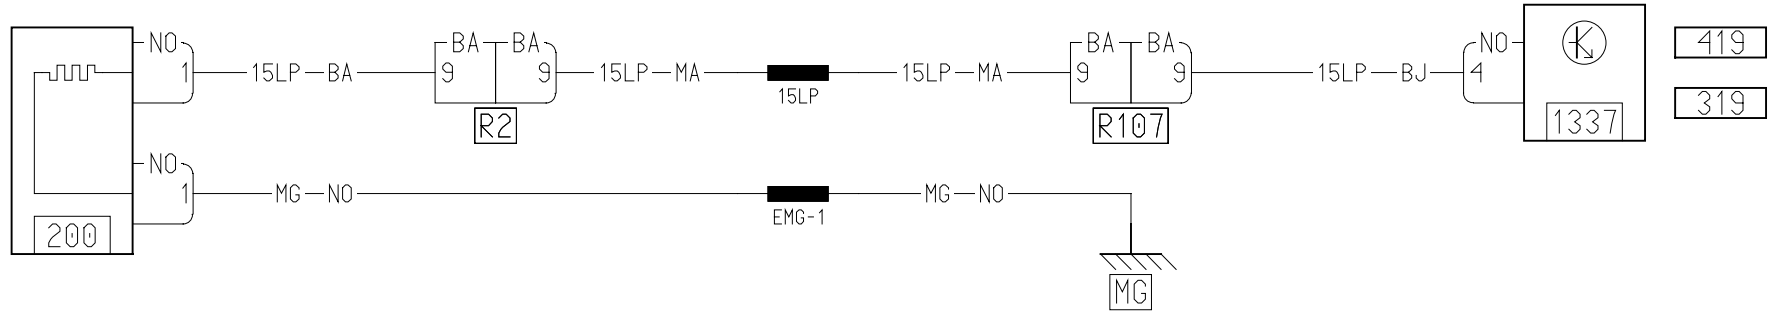 NO BA BA BA BA NO 419
1 15LP BA 9 9 15LP MA 15LP MA 9 9 15LP BJ 4
15LP 319
R2 R107 1337
NO
1 MG NO MG NO
EMG-1
200
MG